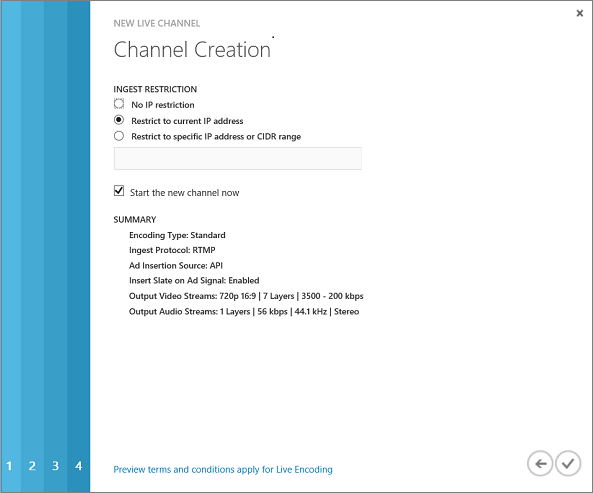 NEW LIVE CHANNEL
Channel Creation
INGEST RESTRICTION
No IP restriction
Restrict to current IP address
Restrict to specific IP address or CIDR range
Start the new channel now
SUMMARY
Encoding Type: Standard
Ingest Protocol: RTMP
Ad Insertion Source: API
Insert Slate on Ad Signal: Enabled
Output Video Streams: 720p 16:9 | 7 Layers | 3500 - 200 kbps
Output Audio Streams: 1 Layers | 56 kbps | 44.1 kHz | Stereo
1 2 3 4
Preview terms and conditions apply for Live Encoding